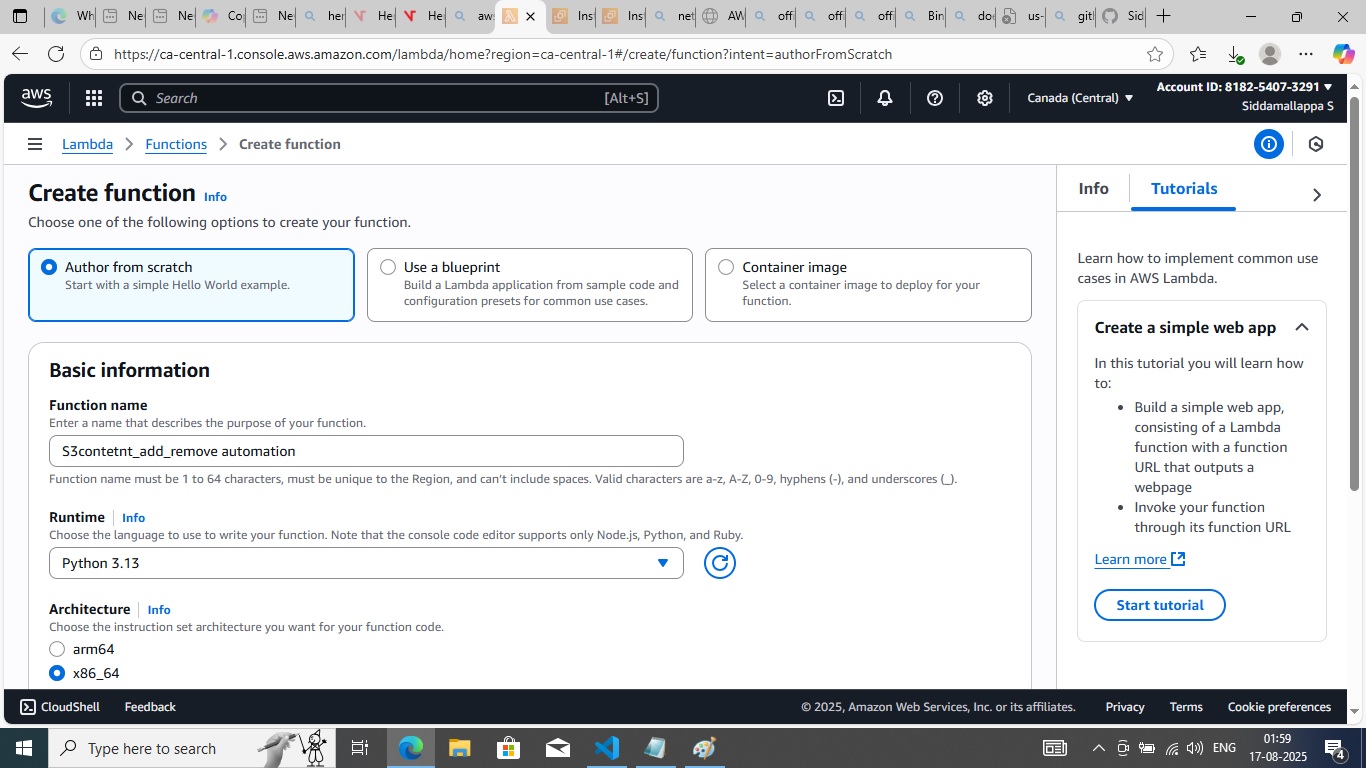 Wh
Ne
Ne
Co
Ne
her
He
He
aws
Ins
Ins
net
AW
offi
offi
offi
Bin
do
us-
git
Sid
https://ca-central-1.console.aws.amazon.com/lambda/home?region=ca-central-1#/create/function?intent=authorFromScratch
aws
Search
[Alt+S]
Canada (Central)
Account ID: 8182-5407-3291
Siddamallappa S
Lambda
Functions
Create function
Create function Info
Choose one of the following options to create your function.
Author from scratch
Start with a simple Hello World example.
Use a blueprint
Build a Lambda application from sample code and
configuration presets for common use cases.
Container image
Select a container image to deploy for your
function.
Basic information
Function name
Enter a name that describes the purpose of your function.
S3contetnt_add_remove automation
Function name must be 1 to 64 characters, must be unique to the Region, and can't include spaces. Valid characters are a-z, A-Z, 0-9, hyphens (-), and underscores (_).
Runtime Info
Choose the language to use to write your function. Note that the console code editor supports only Node.js, Python, and Ruby.
Python 3.13
Architecture Info
Choose the instruction set architecture you want for your function code.
arm64
x86_64
Info
Tutorials
Learn how to implement common use
cases in AWS Lambda.
Create a simple web app
In this tutorial you will learn how
to:
• Build a simple web app,
consisting of a Lambda
function with a function
URL that outputs a
webpage
• Invoke your function
through its function URL
Learn more
Start tutorial
CloudShell
Feedback
© 2025, Amazon Web Services, Inc. or its affiliates.
Privacy
Terms
Cookie preferences
Type here to search
ENG
01:59
17-08-2025
4